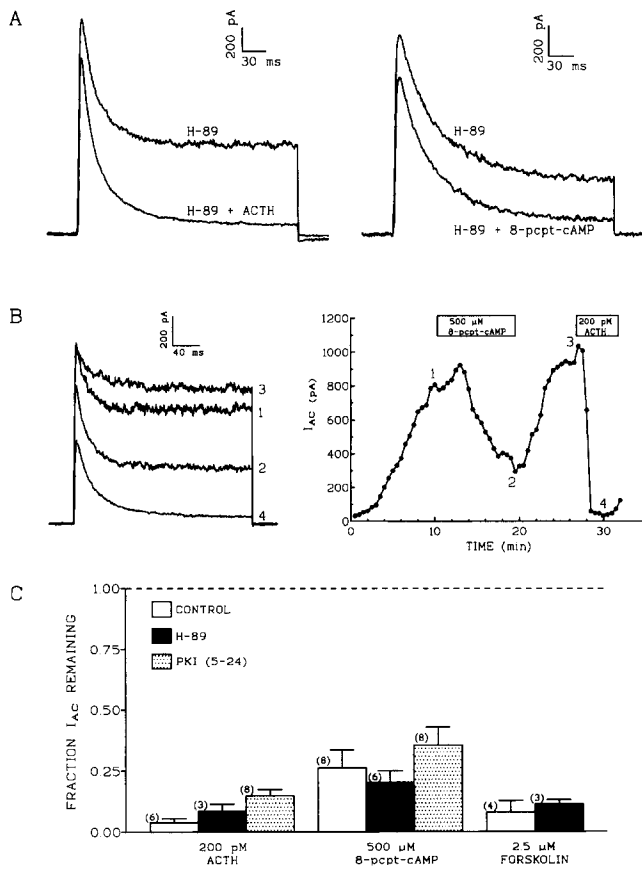 A
200 pA
30 ms
H-89
H-89 + ACTH
200 pA
30 ms
H-89
H-89 + 8-pcpt-cAMP
B
200 pA
40 ms
3
1
2
4
1200
1000
800
600
400
200
0
I_AC (pA)
500 µM
8-pcpt-cAMP
200 pM
ACTH
1
2
3
4
0
10
20
30
TIME (min)
C
FRACTION I_AC REMAINING
1.00
0.75
0.50
0.25
0.00
CONTROL
H-89
PKI (5-24)
(6)
(3)
(8)
(8)
(6)
(8)
(4)
(3)
200 pM
ACTH
500 µM
8-pcpt-cAMP
2.5 µM
FORSKOLIN